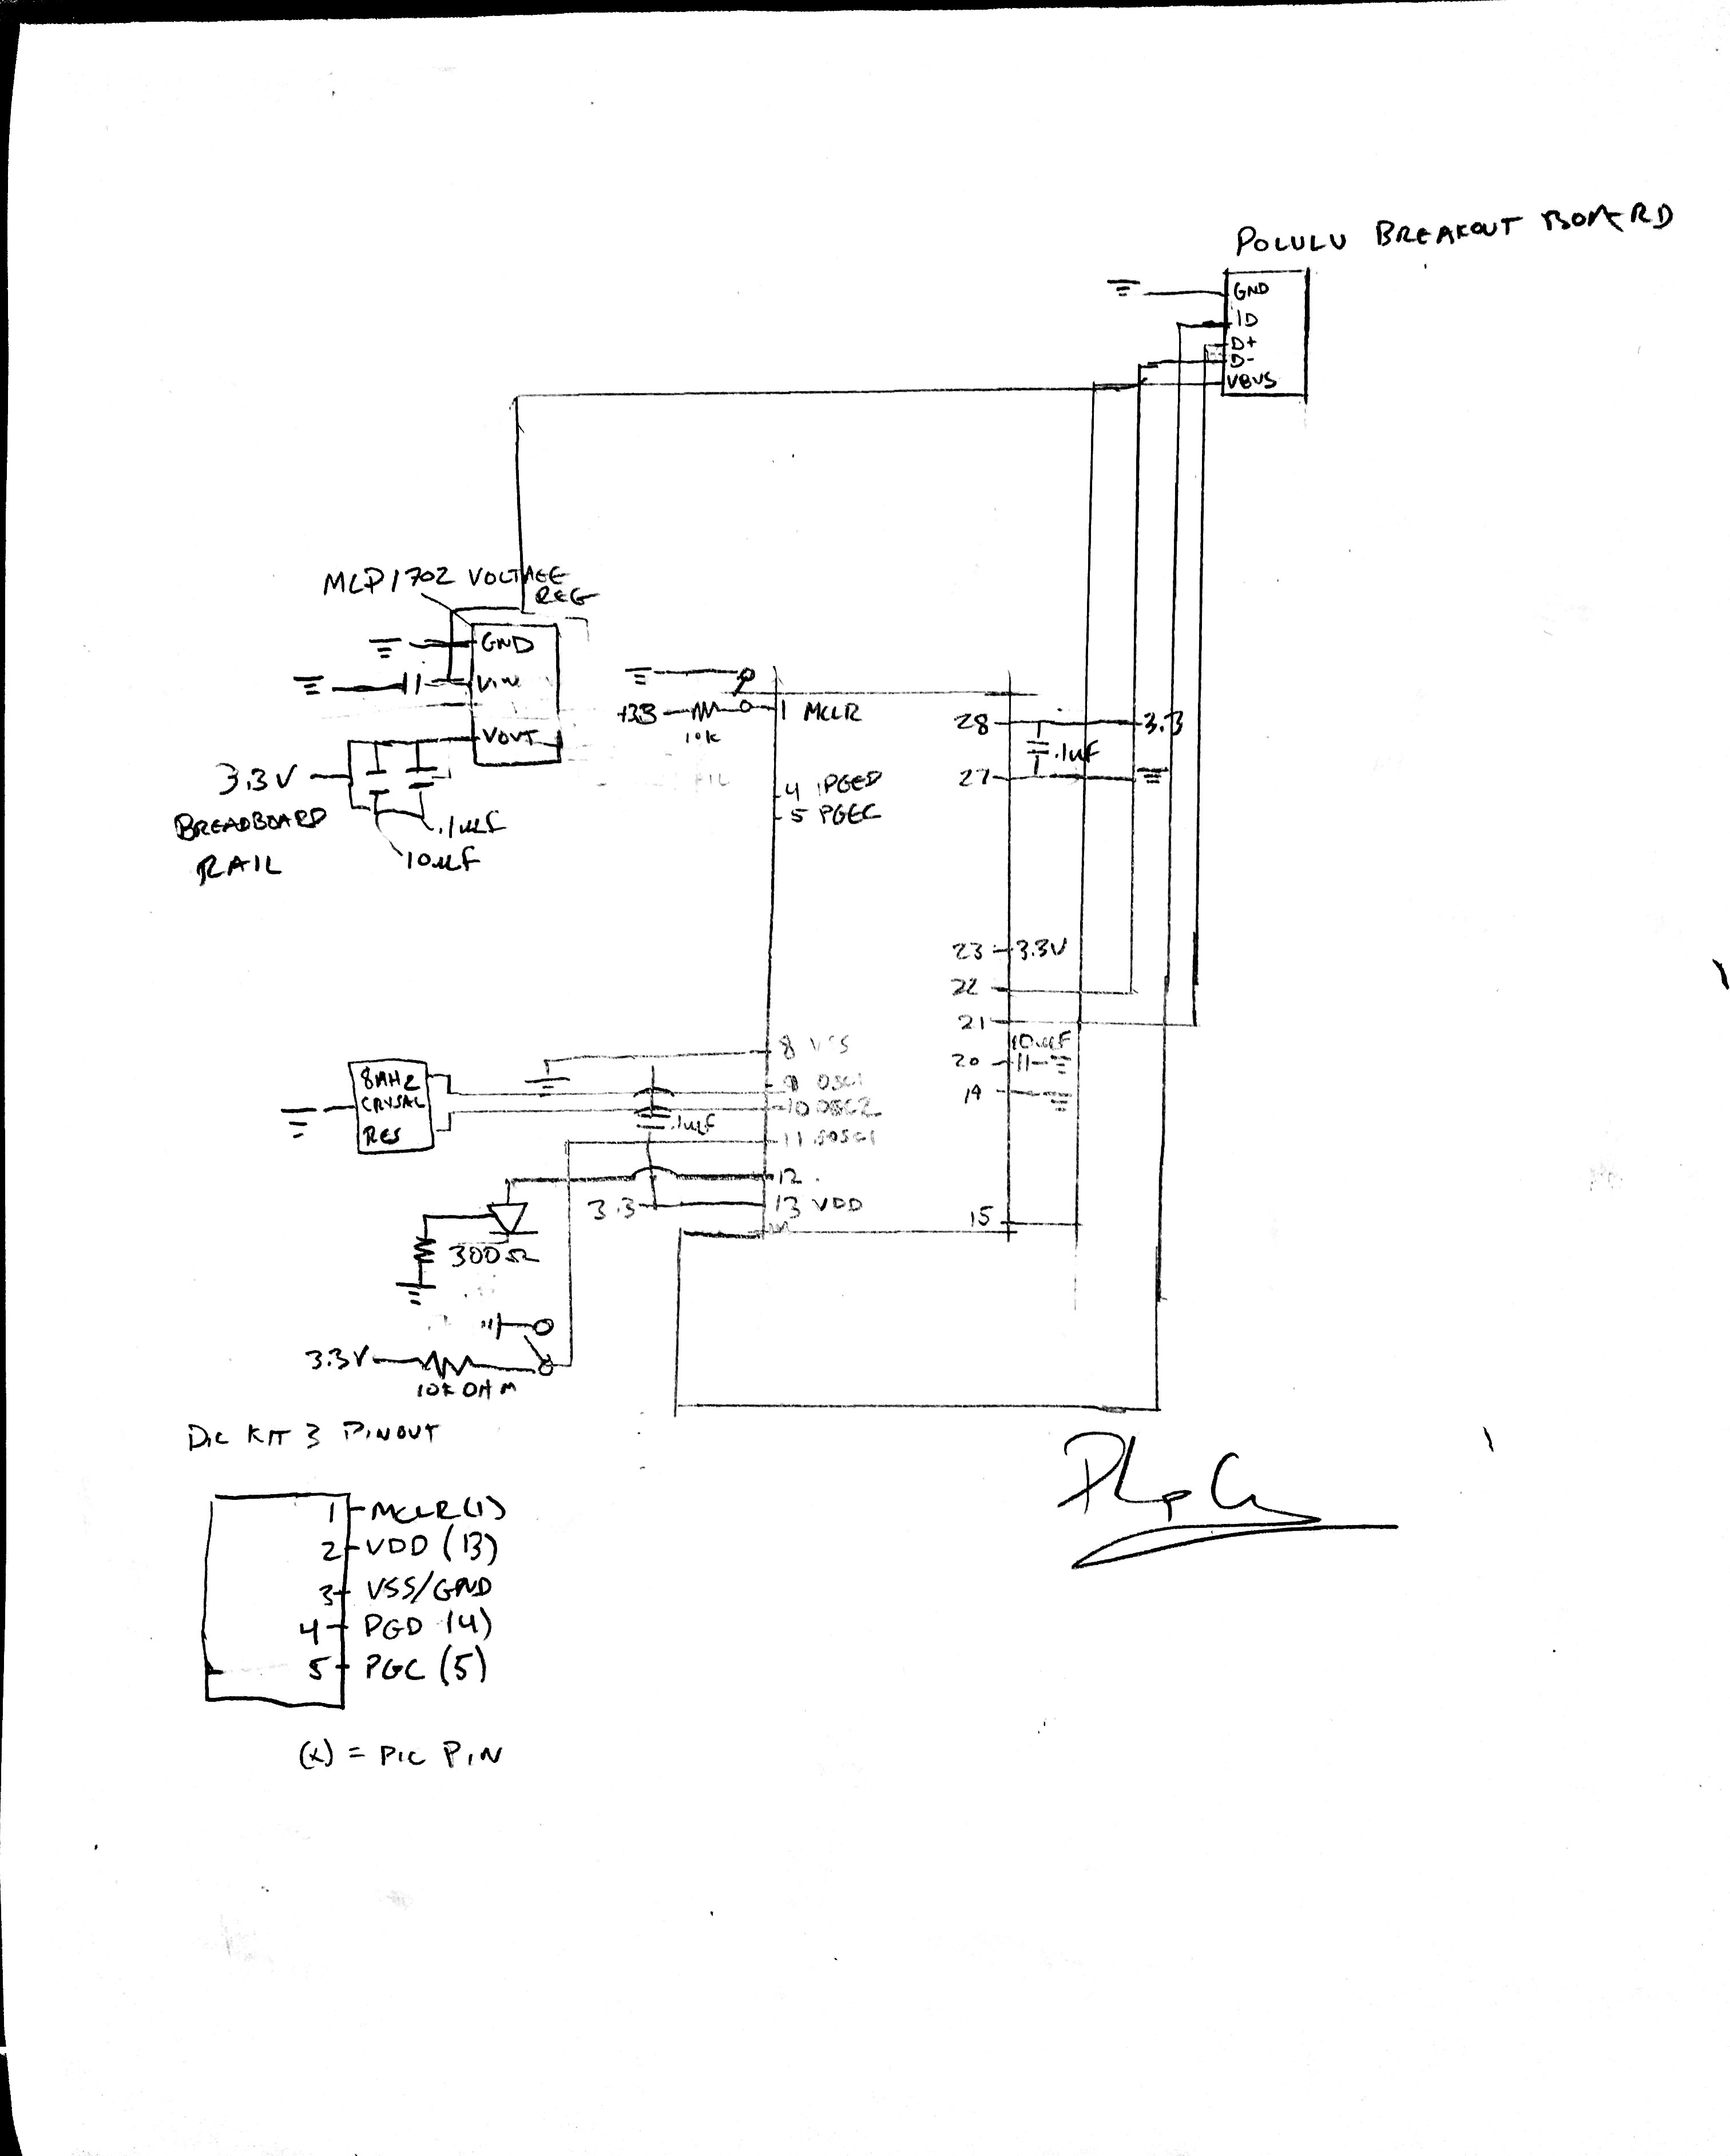 POLULU BREAKOUT BOARD
GND
ID
D+
D-
VBUS
MLP1702 VOLTAGE
REG
GND
VIN
VOUT
3.3V
BREADBOARD
RAIL
.1uF
10uF
+3.3
10k
1 MCLR
4 PGED
5 PGEC
28
3.3
.1uF
27
23
3.3V
22
21
10uF
20
19
15
8 VSS
9 OSC1
10 OSC2
11 SOSC1
12
13 VDD
8MHZ
CRYSAL
RES
.1uF
3.3
300Ω
3.3V
10k OHM
PIC KIT 3 PINOUT
1 MCLR (1)
2 VDD (13)
3 VSS/GND
4 PGD (4)
5 PGC (5)
(x) = PIC PIN